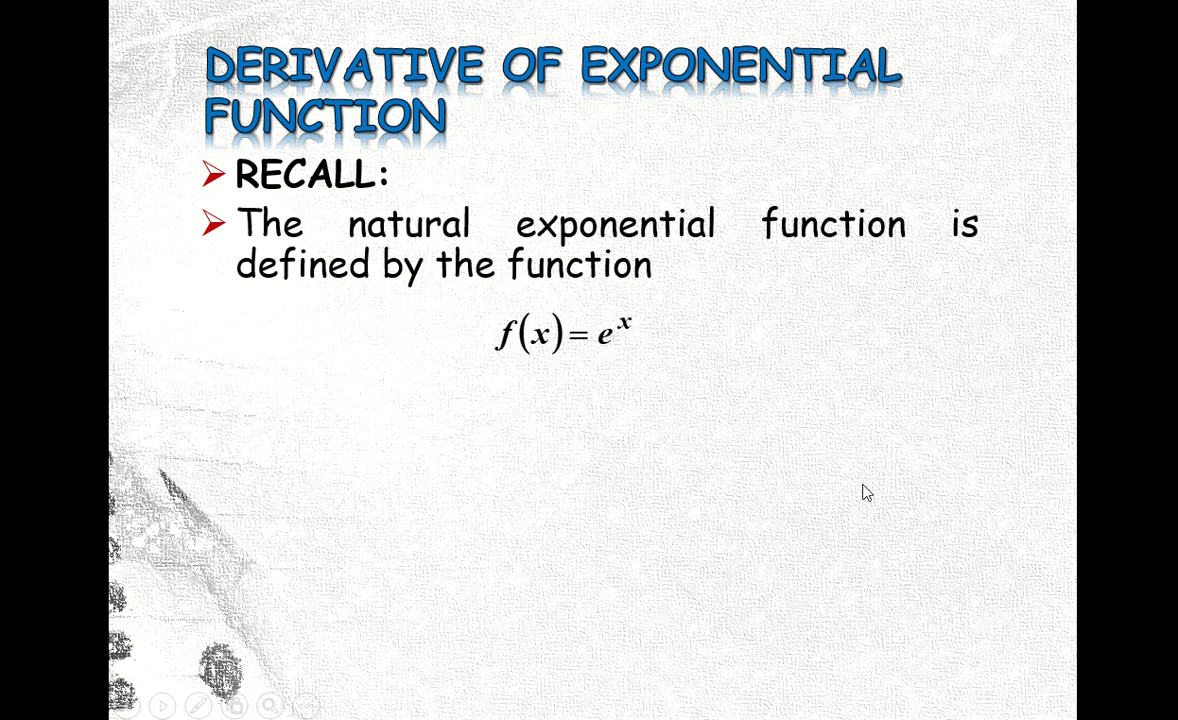 DERIVATIVE OF EXPONENTIAL
FUNCTION
RECALL:
The natural exponential function is
defined by the function
f(x) = e^x